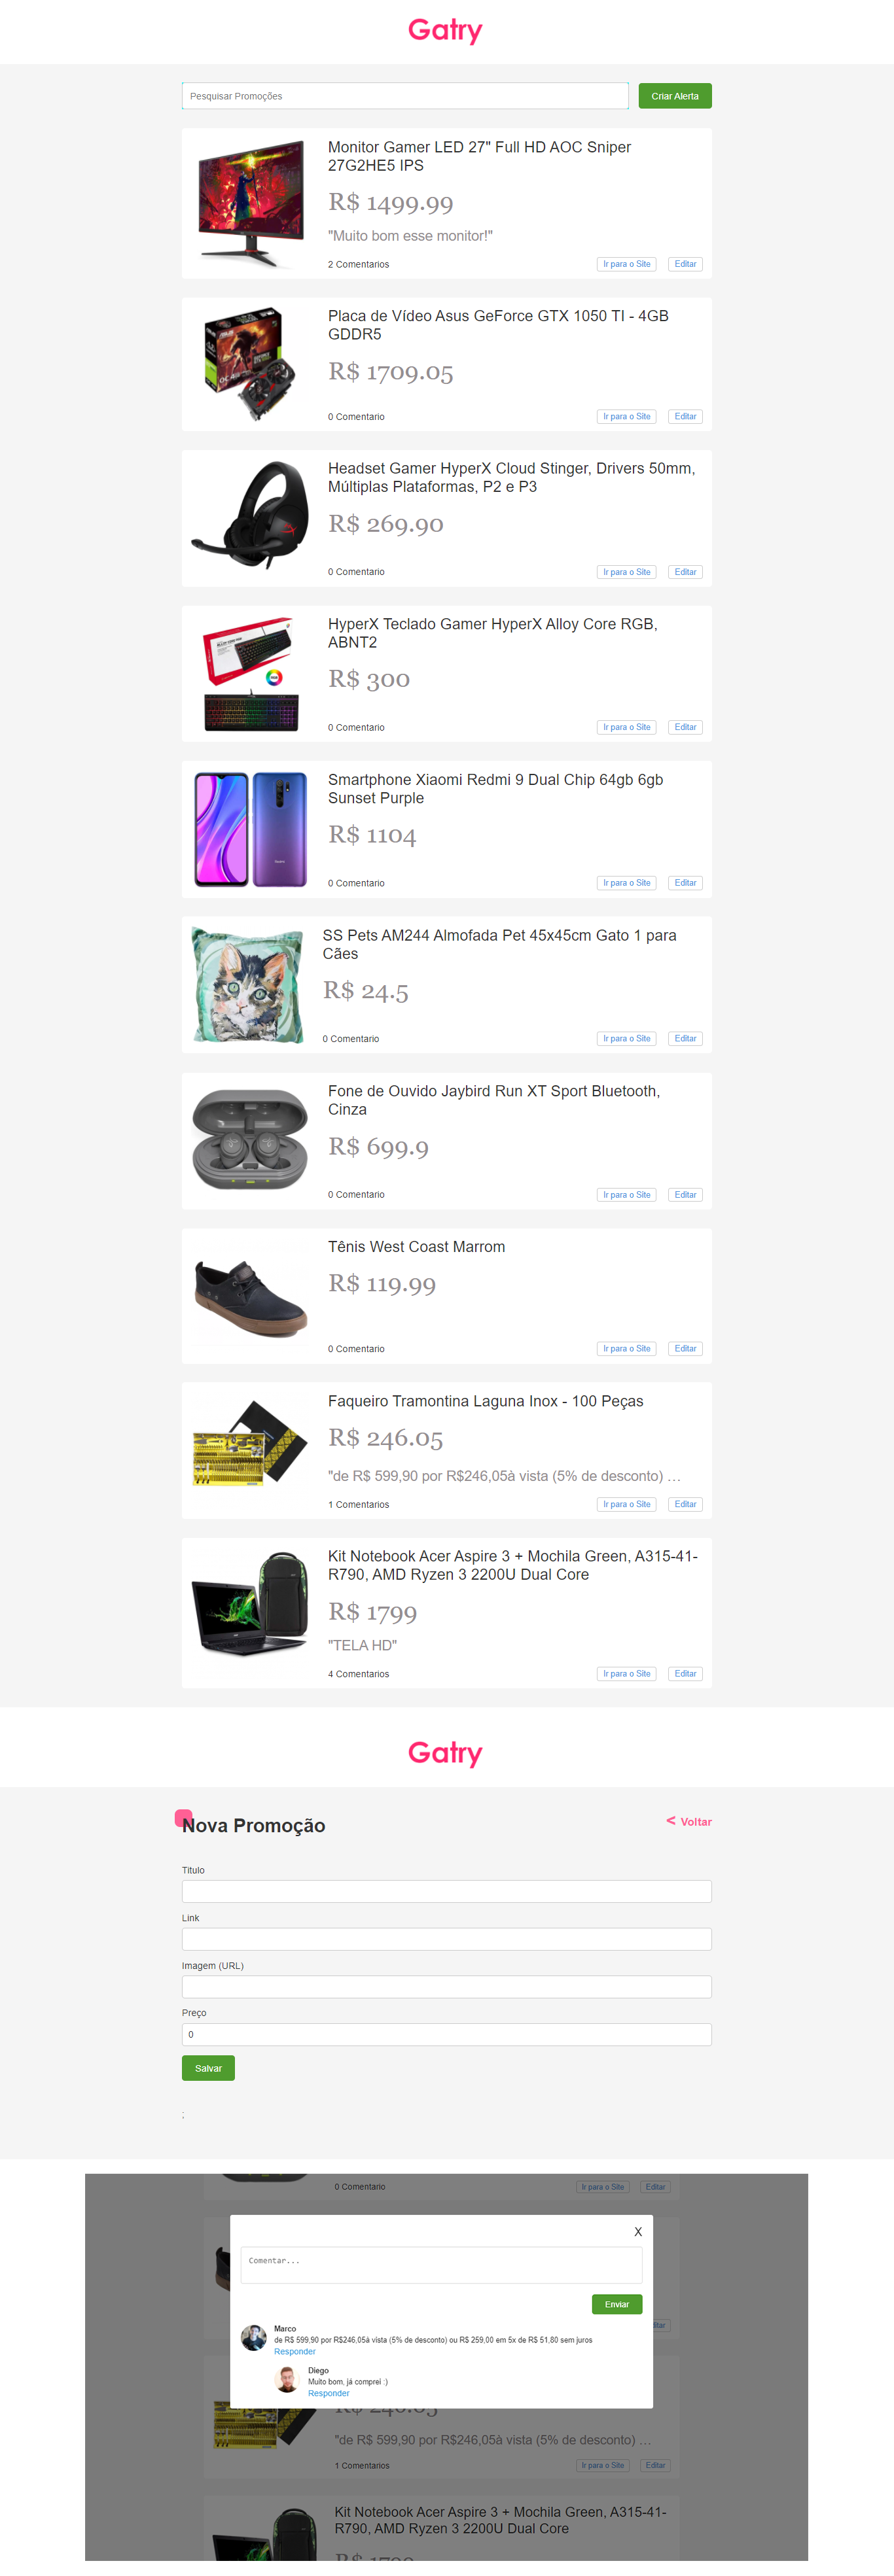 Gatry
Pesquisar Promoções
Criar Alerta
Monitor Gamer LED 27" Full HD AOC Sniper
27G2HE5 IPS
R$ 1499.99
"Muito bom esse monitor!"
2 Comentarios
Ir para o Site
Editar
Placa de Vídeo Asus GeForce GTX 1050 TI - 4GB
GDDR5
R$ 1709.05
0 Comentario
Ir para o Site
Editar
Headset Gamer HyperX Cloud Stinger, Drivers 50mm,
Múltiplas Plataformas, P2 e P3
R$ 269.90
0 Comentario
Ir para o Site
Editar
HyperX Teclado Gamer HyperX Alloy Core RGB,
ABNT2
R$ 300
0 Comentario
Ir para o Site
Editar
Smartphone Xiaomi Redmi 9 Dual Chip 64gb 6gb
Sunset Purple
R$ 1104
0 Comentario
Ir para o Site
Editar
SS Pets AM244 Almofada Pet 45x45cm Gato 1 para
Cães
R$ 24.5
0 Comentario
Ir para o Site
Editar
Fone de Ouvido Jaybird Run XT Sport Bluetooth,
Cinza
R$ 699.9
0 Comentario
Ir para o Site
Editar
Tênis West Coast Marrom
R$ 119.99
0 Comentario
Ir para o Site
Editar
Faqueiro Tramontina Laguna Inox - 100 Peças
R$ 246.05
"de R$ 599,90 por R$246,05à vista (5% de desconto) …
1 Comentarios
Ir para o Site
Editar
Kit Notebook Acer Aspire 3 + Mochila Green, A315-41-
R790, AMD Ryzen 3 2200U Dual Core
R$ 1799
"TELA HD"
4 Comentarios
Ir para o Site
Editar
Gatry
Nova Promoção
< Voltar
Titulo
Link
Imagem (URL)
Preço
0
Salvar
;
0 Comentario
Ir para o Site
Editar
X
Comentar...
Enviar
Marco
de R$ 599,90 por R$246,05à vista (5% de desconto) ou R$ 259,00 em 5x de R$ 51,80 sem juros
Responder
Diego
Muito bom, já comprei :)
Responder
R$ 246.05
"de R$ 599,90 por R$246,05à vista (5% de desconto) …
1 Comentarios
Ir para o Site
Editar
Kit Notebook Acer Aspire 3 + Mochila Green, A315-41-
R790, AMD Ryzen 3 2200U Dual Core
R$ 1799